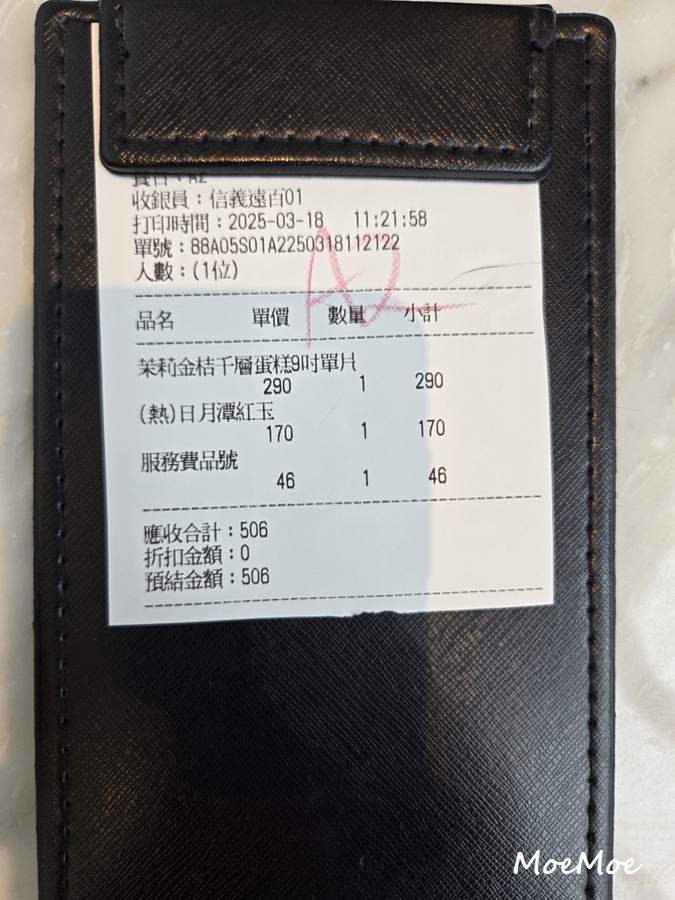 收銀員：信義遠百01
打印時間：2025-03-18 11:21:58
單號：88A05S01A2250318112122
人數：(1位)
A2
品名 單價 數量 小計
茉莉金桔千層蛋糕9吋單片
290 1 290
(熱)日月潭紅玉
170 1 170
服務費品號
46 1 46
應收合計：506
折扣金額：0
預結金額：506
MoeMoe